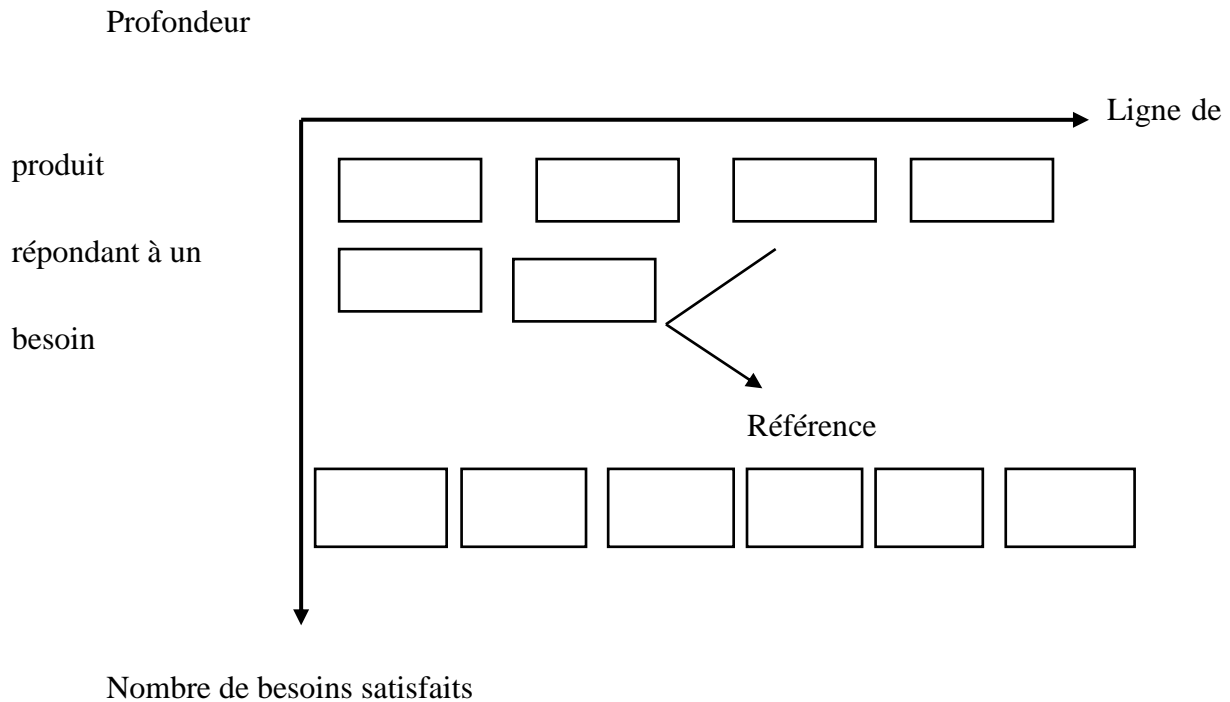 Profondeur
Ligne de
produit
répondant à un
besoin
Référence
Nombre de besoins satisfaits